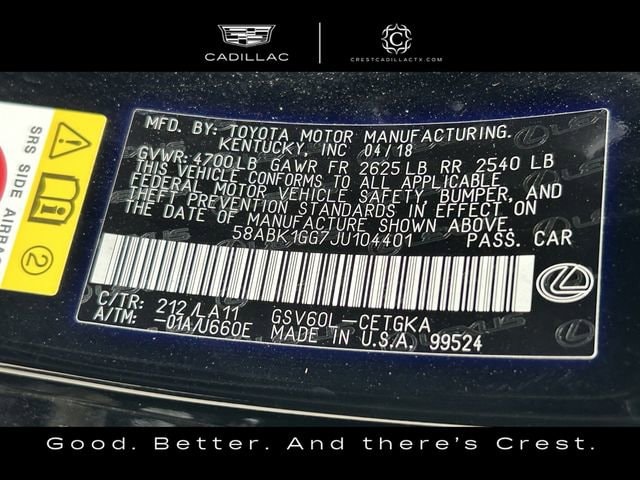 CADILLAC
CRESTCADILLACTX.COM
MFD. BY: TOYOTA MOTOR MANUFACTURING.
KENTUCKY, INC 04/18
GVWR: 4700LB GAWR FR 2625LB RR 2540 LB
THIS VEHICLE CONFORMS TO ALL APPLICABLE
FEDERAL MOTOR VEHICLE SAFETY, BUMPER, AND
THEFT PREVENTION STANDARDS IN EFFECT ON
THE DATE OF MANUFACTURE SHOWN ABOVE.
58ABK1GG7JU104401 PASS. CAR
C/TR: 212/LA11 GSV60L-CETGKA
A/TM: -01A/U660E MADE IN U.S.A. 99524
SRS SIDE AIRBAG
2
Good. Better. And there's Crest.